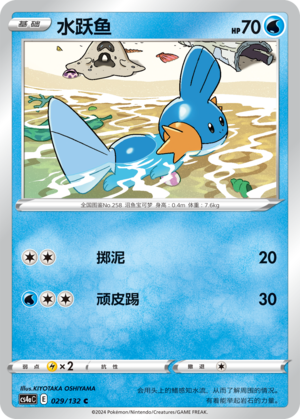 基础 水跃鱼 HP70
全国图鉴No.258 沼鱼宝可梦 身高：0.4m 体重：7.6kg
掷泥 20
顽皮踢 30
弱点 ×2 抗性 撤退
Illus. KIYOTAKA OSHIYAMA
CS4aC E 029/132 C
会用头上的鳍感知水流，从而了解周围的情况。
有着能举起岩石的力量。
©2024 Pokémon/Nintendo/Creatures/GAME FREAK.